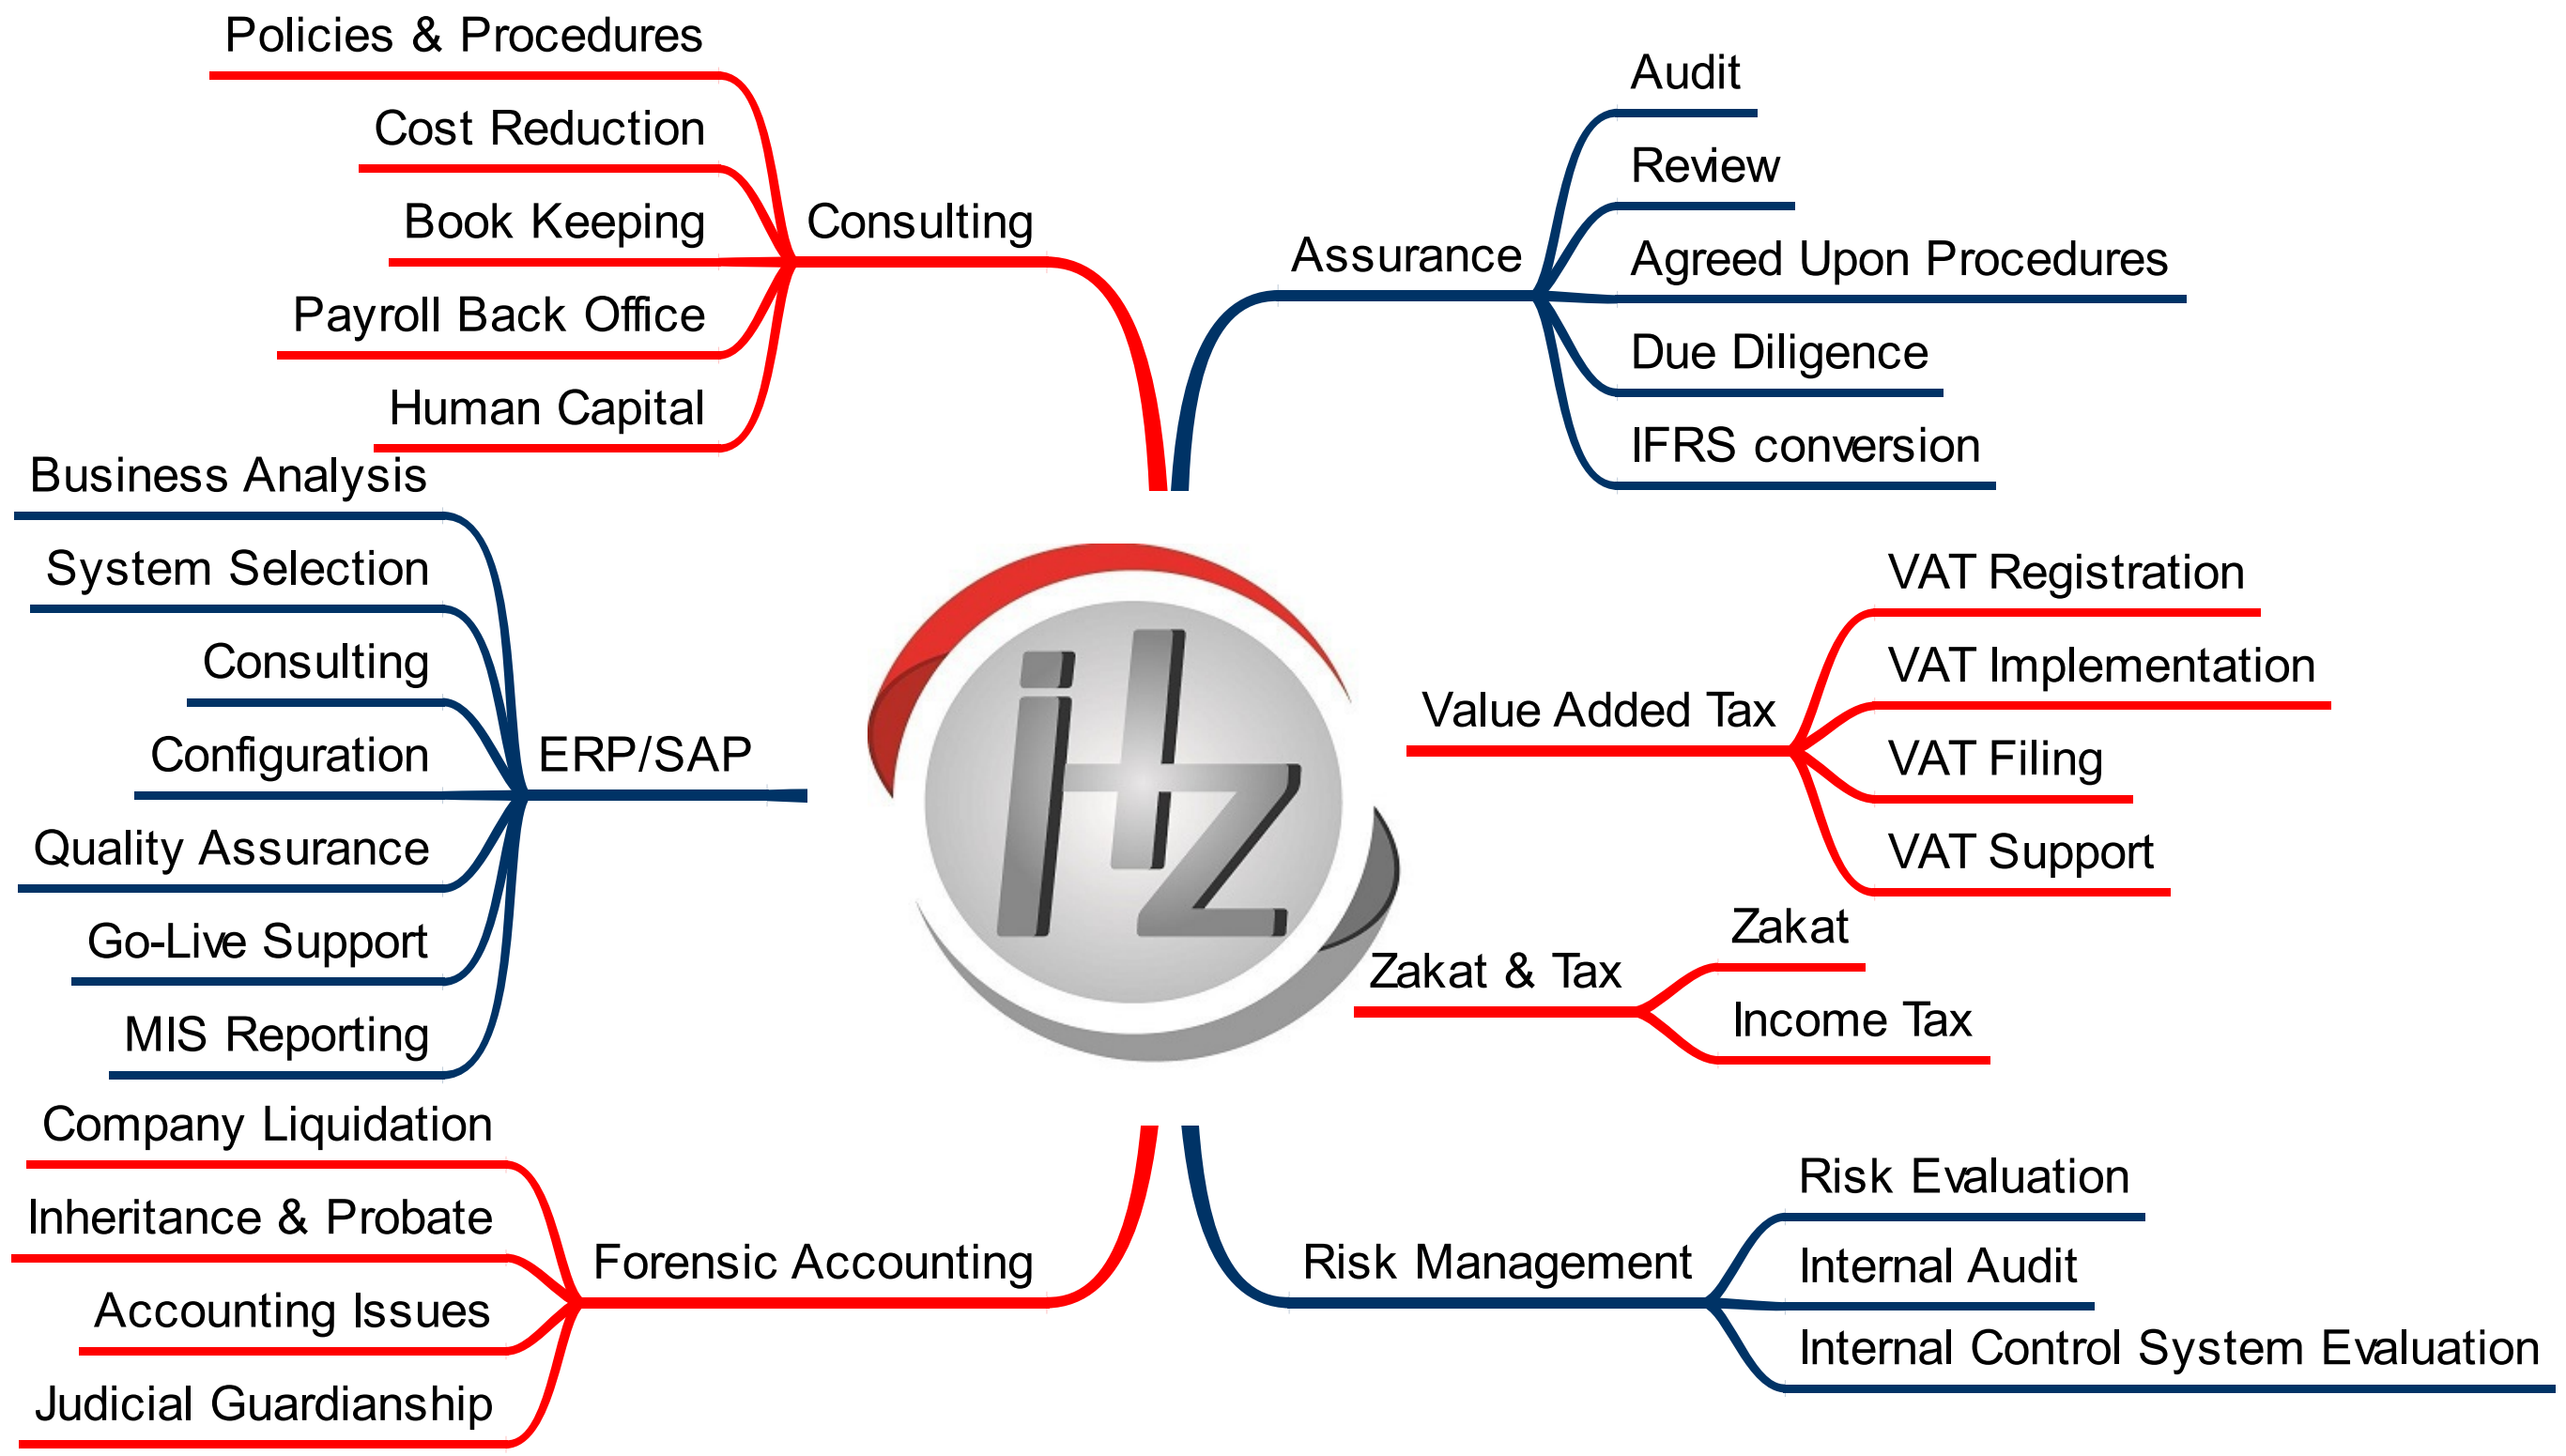 Policies & Procedures
Cost Reduction
Book Keeping
Payroll Back Office
Human Capital
Consulting
Business Analysis
System Selection
Consulting
Configuration
Quality Assurance
Go-Live Support
MIS Reporting
ERP/SAP
Company Liquidation
Inheritance & Probate
Accounting Issues
Judicial Guardianship
Forensic Accounting
itz
Assurance
Audit
Review
Agreed Upon Procedures
Due Diligence
IFRS conversion
Value Added Tax
VAT Registration
VAT Implementation
VAT Filing
VAT Support
Zakat & Tax
Zakat
Income Tax
Risk Management
Risk Evaluation
Internal Audit
Internal Control System Evaluation